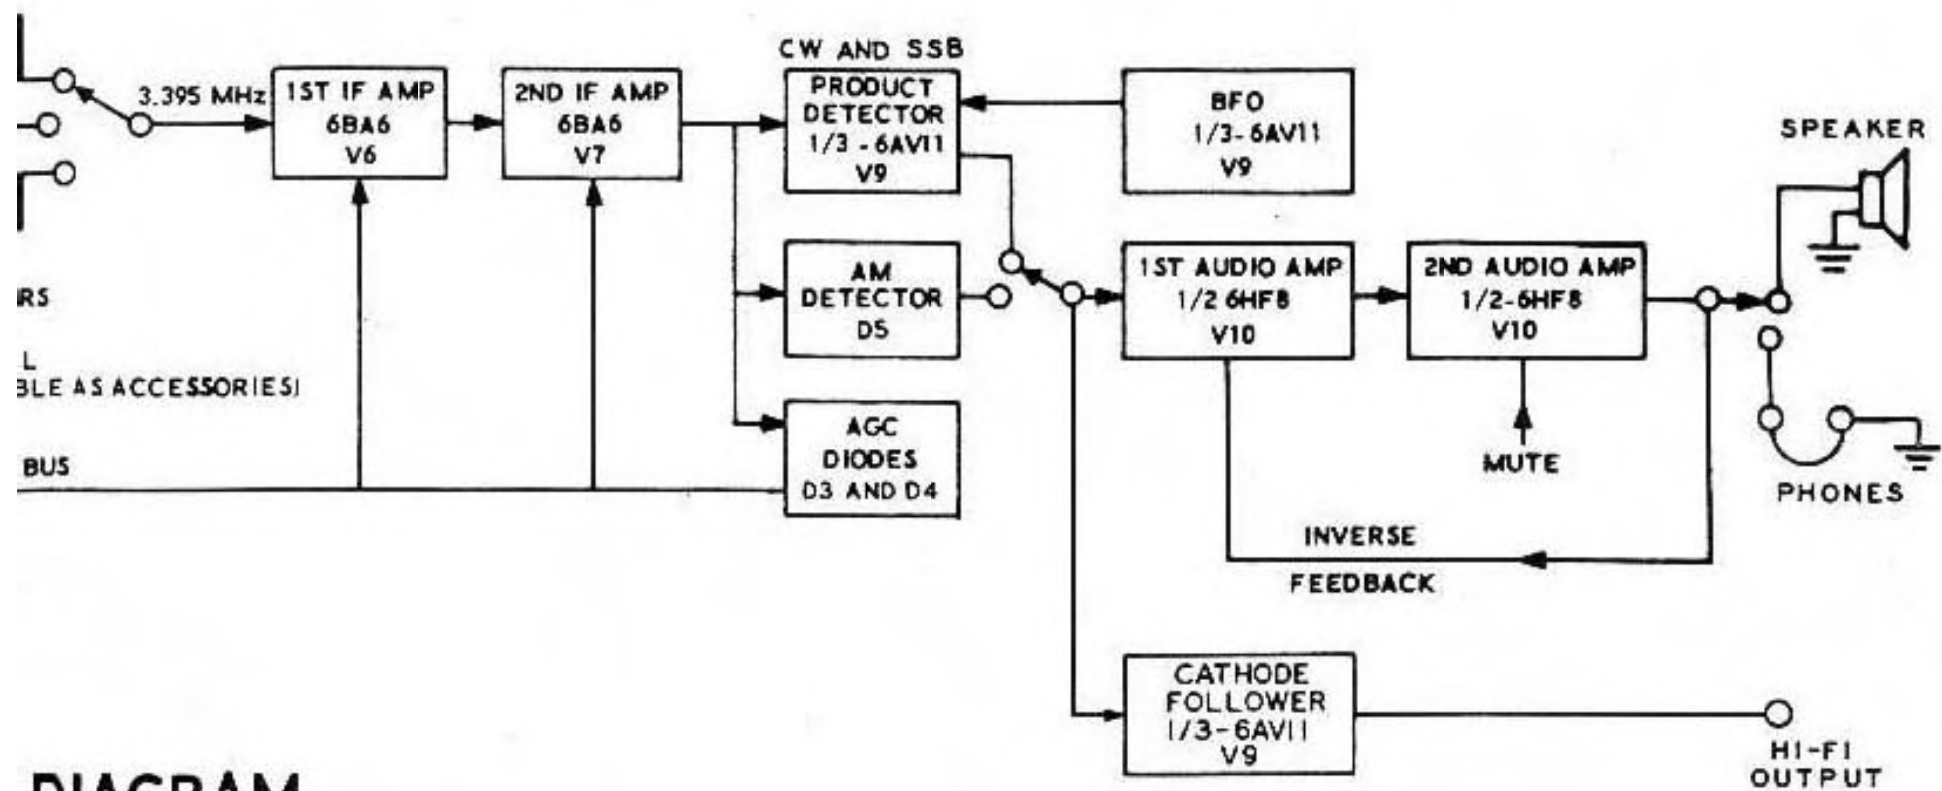 3.395 MHz
1ST IF AMP
6BA6
V6
2ND IF AMP
6BA6
V7
CW AND SSB
PRODUCT
DETECTOR
1/3 - 6AV11
V9
BFO
1/3- 6AV11
V9
SPEAKER
AM
DETECTOR
D5
1ST AUDIO AMP
1/2 6HF8
V10
2ND AUDIO AMP
1/2-6HF8
V10
RS
L
BLE AS ACCESSORIES)
BUS
AGC
DIODES
D3 AND D4
MUTE
PHONES
INVERSE
FEEDBACK
CATHODE
FOLLOWER
1/3-6AV11
V9
HI-FI
OUTPUT
DIAGRAM